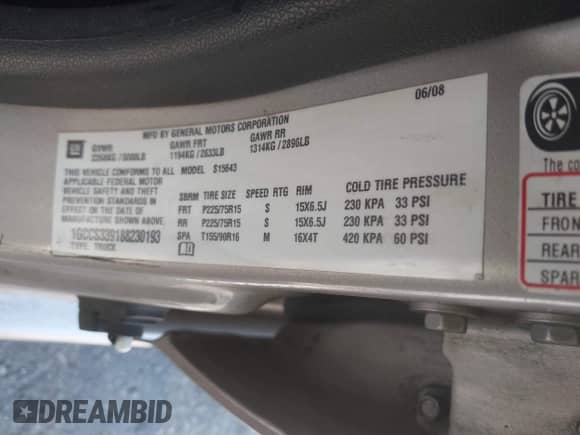 06/08
MFD BY GENERAL MOTORS CORPORATION
GM
GVWR GAWR FRT GAWR RR
2268KG / 5000LB 1194KG / 2633LB 1314KG / 2896LB
THIS VEHICLE CONFORMS TO ALL MODEL S15643
APPLICABLE FEDERAL MOTOR
VEHICLE SAFETY AND THEFT
PREVENTION STANDARDS IN
EFFECT ON THE DATE OF
MANUFACTURE SHOWN ABOVE
1GCCS339188230193
TYPE: TRUCK
SBRM TIRE SIZE SPEED RTG RIM COLD TIRE PRESSURE
FRT P225/75R15 S 15X6.5J 230 KPA 33 PSI
RR P225/75R15 S 15X6.5J 230 KPA 33 PSI
SPA T155/90R16 M 16X4T 420 KPA 60 PSI
The co
TIRE
FRON
REAR
SPAR
DREAMBID